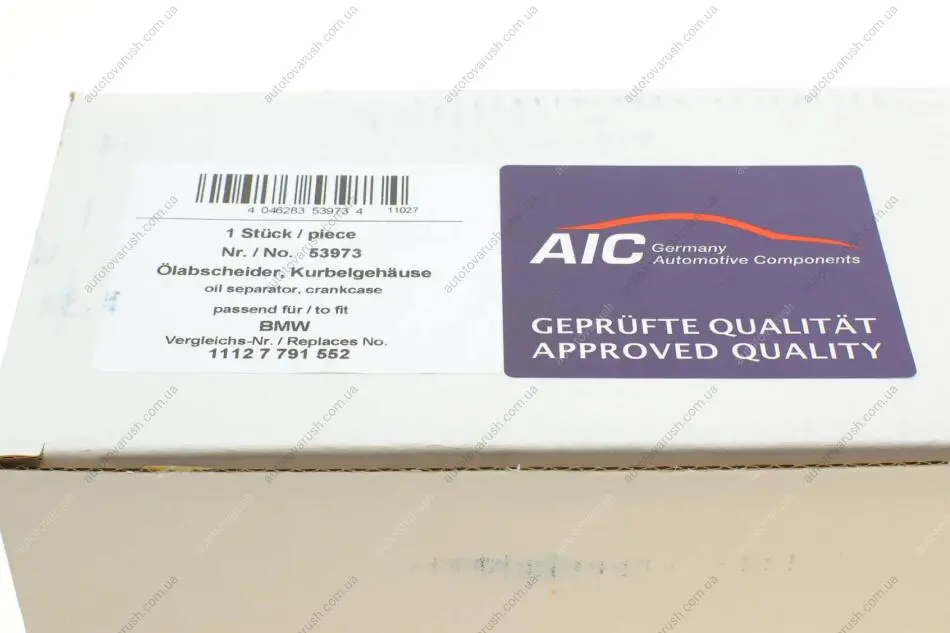 4 046283 53973 4 11027
1 Stück / piece
Nr. / No. 53973
Ölabscheider, Kurbelgehäuse
oil separator, crankcase
passend für / to fit
BMW
Vergleichs-Nr. / Replaces No.
1112 7 791 552
AIC Germany
Automotive Components
GEPRÜFTE QUALITÄT
APPROVED QUALITY
autotovarush.com.ua